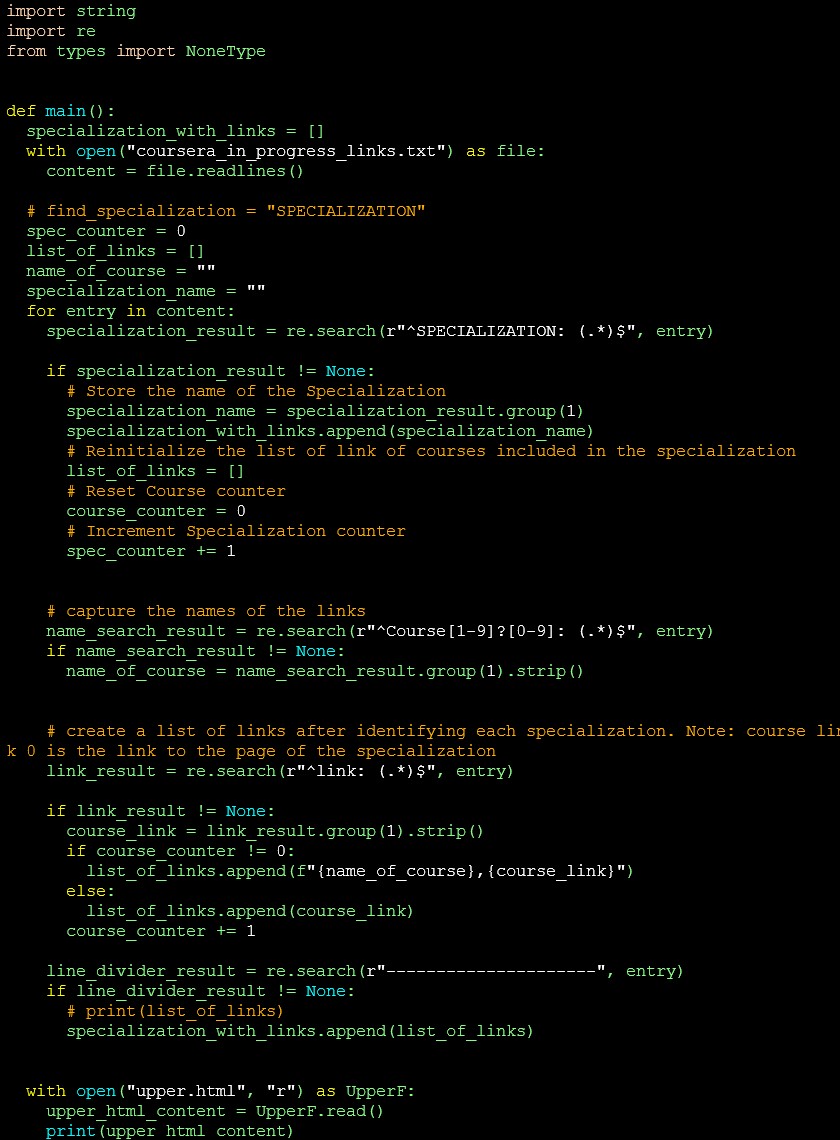 import string
import re
from types import NoneType
def main():
  specialization_with_links = []
  with open("coursera_in_progress_links.txt") as file:
    content = file.readlines()
  # find_specialization = "SPECIALIZATION"
  spec_counter = 0
  list_of_links = []
  name_of_course = ""
  specialization_name = ""
  for entry in content:
    specialization_result = re.search(r"^SPECIALIZATION: (.*)$", entry)
    if specialization_result != None:
      # Store the name of the Specialization
      specialization_name = specialization_result.group(1)
      specialization_with_links.append(specialization_name)
      # Reinitialize the list of link of courses included in the specialization
      list_of_links = []
      # Reset Course counter
      course_counter = 0
      # Increment Specialization counter
      spec_counter += 1
    # capture the names of the links
    name_search_result = re.search(r"^Course[1-9]?[0-9]: (.*)$", entry)
    if name_search_result != None:
      name_of_course = name_search_result.group(1).strip()
    # create a list of links after identifying each specialization. Note: course lin
k 0 is the link to the page of the specialization
    link_result = re.search(r"^link: (.*)$", entry)
    if link_result != None:
      course_link = link_result.group(1).strip()
      if course_counter != 0:
        list_of_links.append(f"{name_of_course},{course_link}")
      else:
        list_of_links.append(course_link)
      course_counter += 1
    line_divider_result = re.search(r"---------------------", entry)
    if line_divider_result != None:
      # print(list_of_links)
      specialization_with_links.append(list_of_links)
  with open("upper.html", "r") as UpperF:
    upper_html_content = UpperF.read()
    print(upper_html_content)